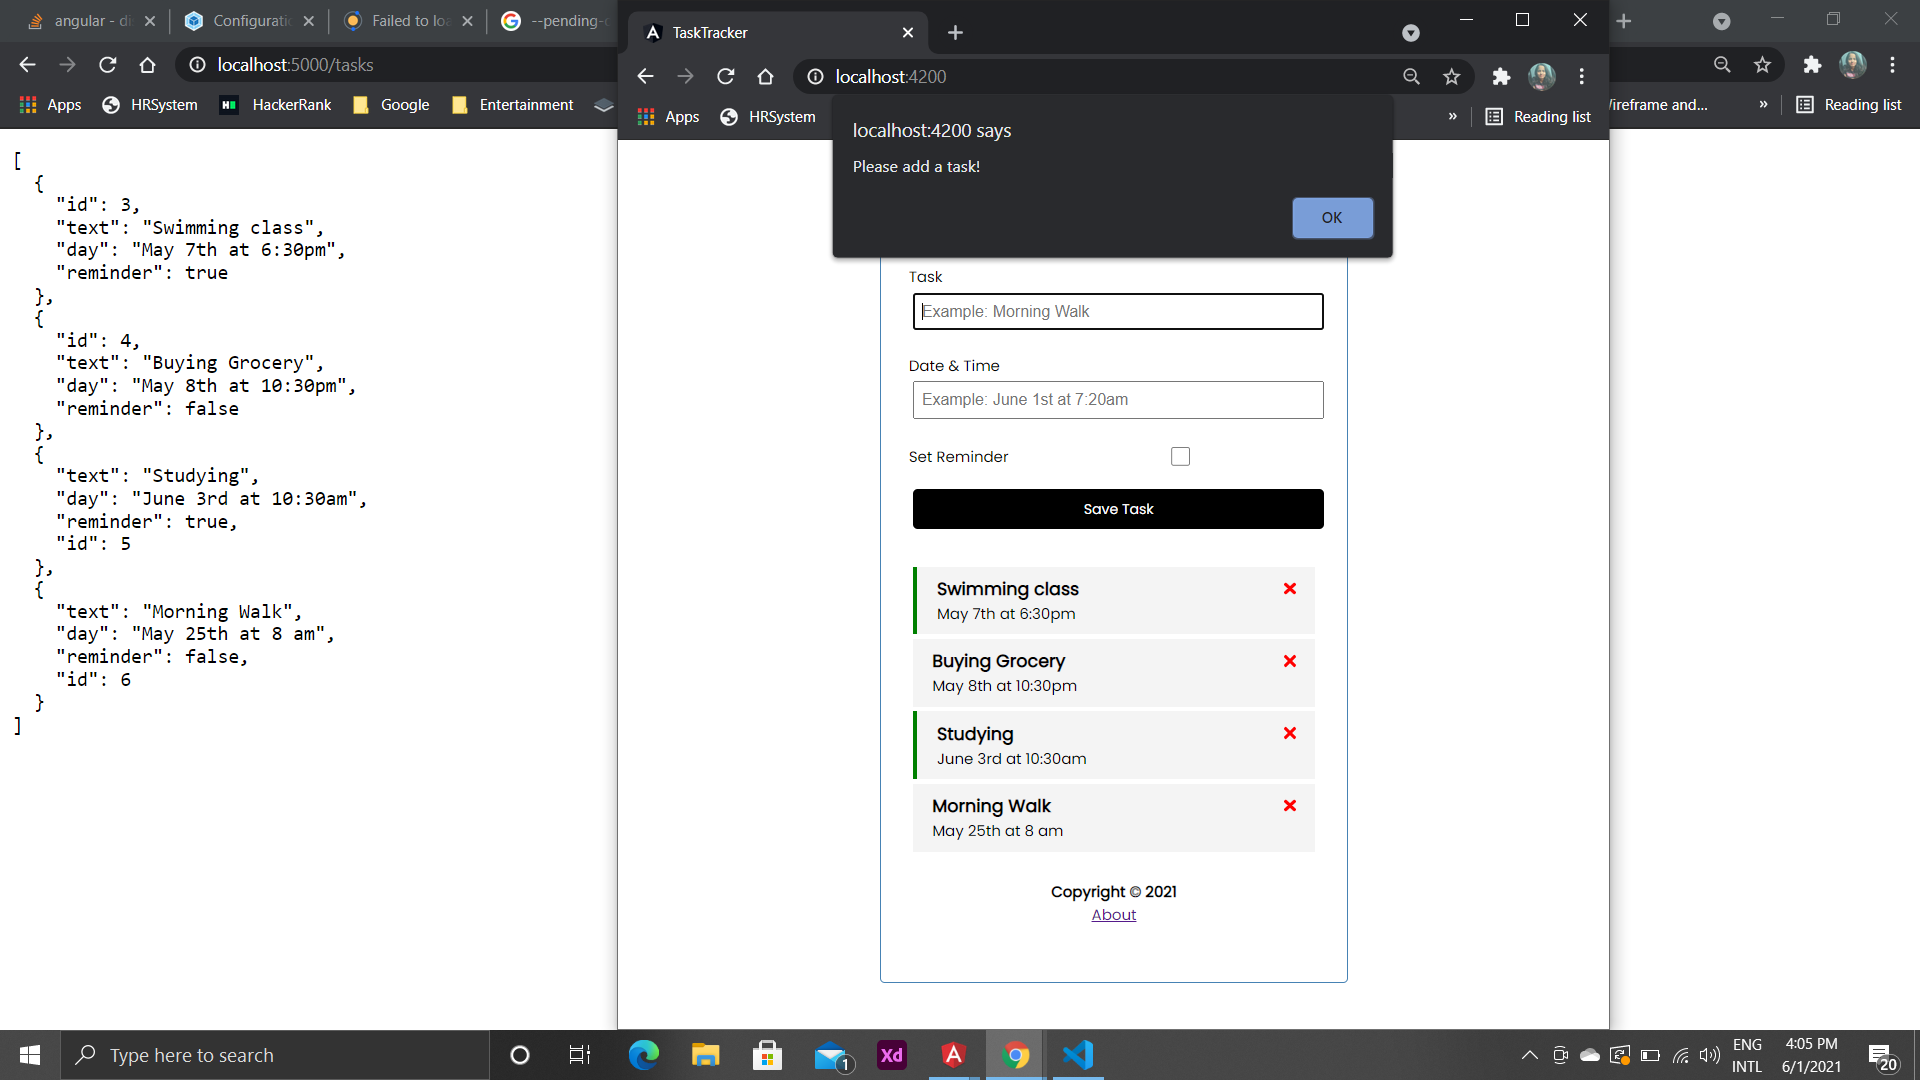 angular - di
Configuratio
Failed to loa
--pending-c
localhost:5000/tasks
Apps
HRSystem
HackerRank
Google
Entertainment
[
{
"id": 3,
"text": "Swimming class",
"day": "May 7th at 6:30pm",
"reminder": true
},
{
"id": 4,
"text": "Buying Grocery",
"day": "May 8th at 10:30pm",
"reminder": false
},
{
"text": "Studying",
"day": "June 3rd at 10:30am",
"reminder": true,
"id": 5
},
{
"text": "Morning Walk",
"day": "May 25th at 8 am",
"reminder": false,
"id": 6
}
]
TaskTracker
localhost:4200
Apps
HRSystem
»
Reading list
localhost:4200 says
Please add a task!
OK
Task
Example: Morning Walk
Date & Time
Example: June 1st at 7:20am
Set Reminder
Save Task
Swimming class
May 7th at 6:30pm
Buying Grocery
May 8th at 10:30pm
Studying
June 3rd at 10:30am
Morning Walk
May 25th at 8 am
Copyright © 2021
About
Wireframe and...
»
Reading list
Type here to search
1
Xd
ENG
INTL
4:05 PM
6/1/2021
20